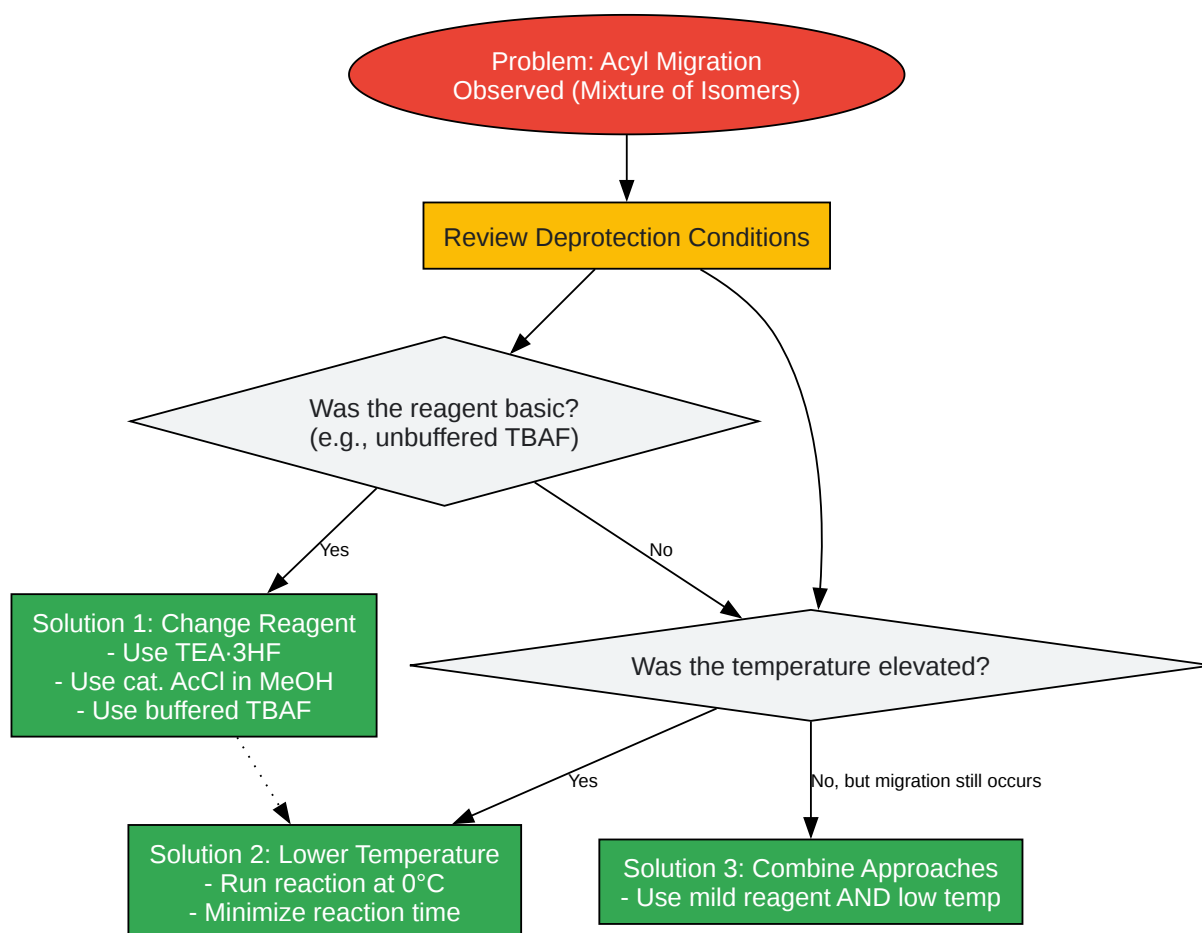 Problem: Acyl Migration
Observed (Mixture of Isomers)
Review Deprotection Conditions
Was the reagent basic?
(e.g., unbuffered TBAF)
Yes
No
Solution 1: Change Reagent
- Use TEA·3HF
- Use cat. AcCl in MeOH
- Use buffered TBAF
Was the temperature elevated?
Yes
No, but migration still occurs
Solution 2: Lower Temperature
- Run reaction at 0°C
- Minimize reaction time
Solution 3: Combine Approaches
- Use mild reagent AND low temp